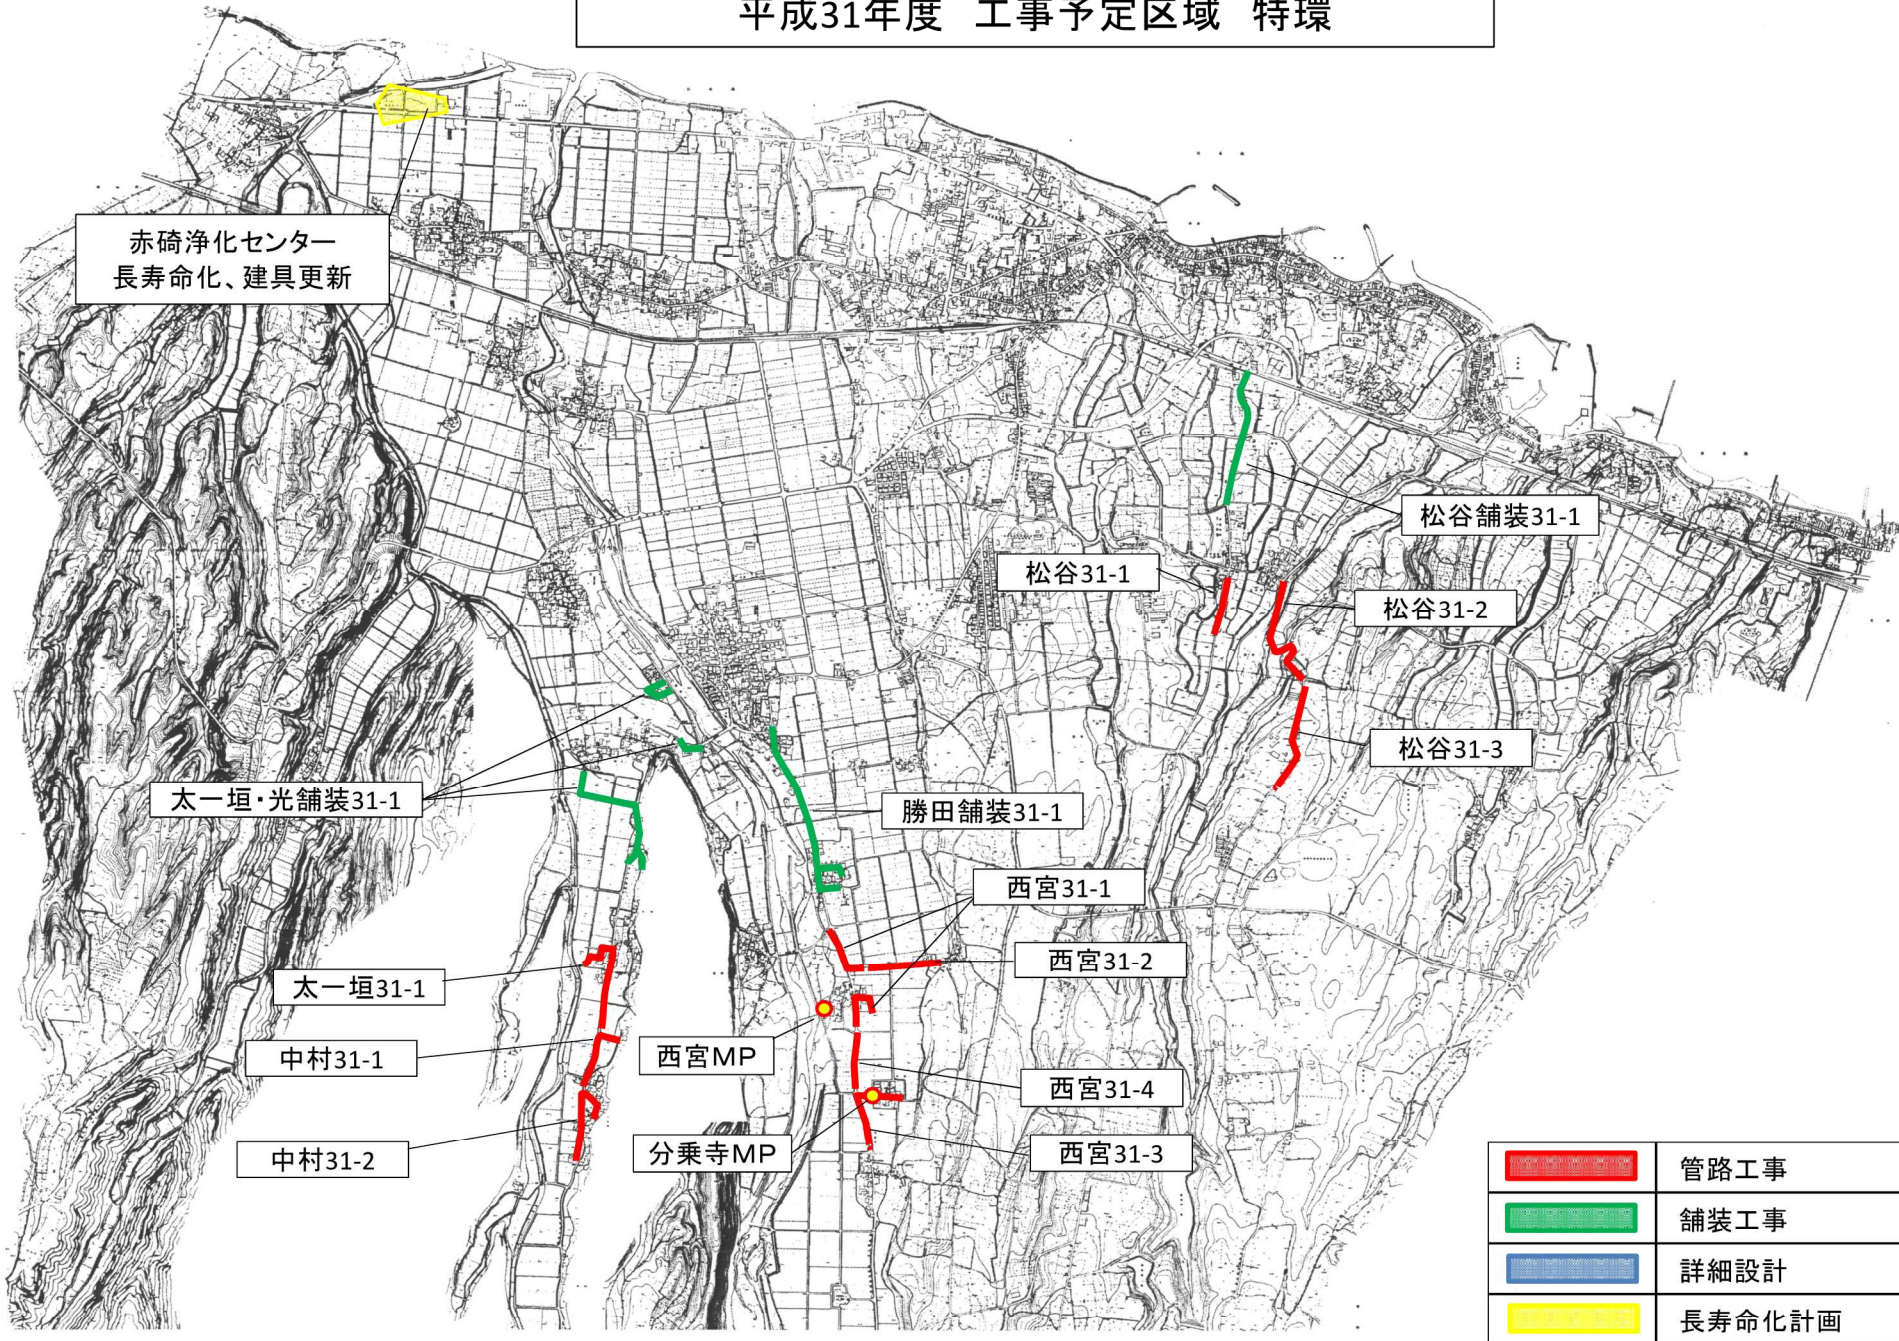 平成31年度 工事予定区域 特環
赤碕浄化センター
長寿命化、建具更新
松谷舗装31-1
松谷31-1
松谷31-2
松谷31-3
太一垣・光舗装31-1
勝田舗装31-1
西宮31-1
西宮31-2
太一垣31-1
中村31-1
西宮MP
西宮31-4
中村31-2
分乗寺MP
西宮31-3
管路工事
舗装工事
詳細設計
長寿命化計画